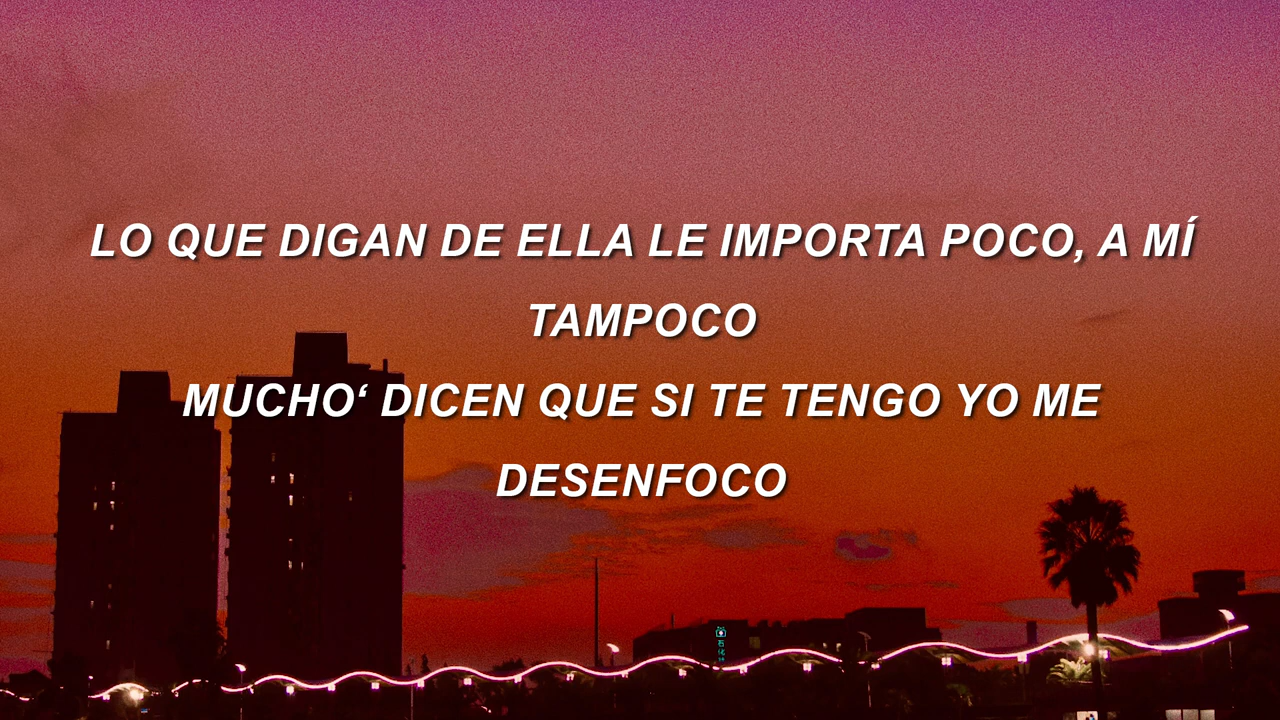 LO QUE DIGAN DE ELLA LE IMPORTA POCO, A MÍ
TAMPOCO
MUCHO‘ DICEN QUE SI TE TENGO YO ME
DESENFOCO